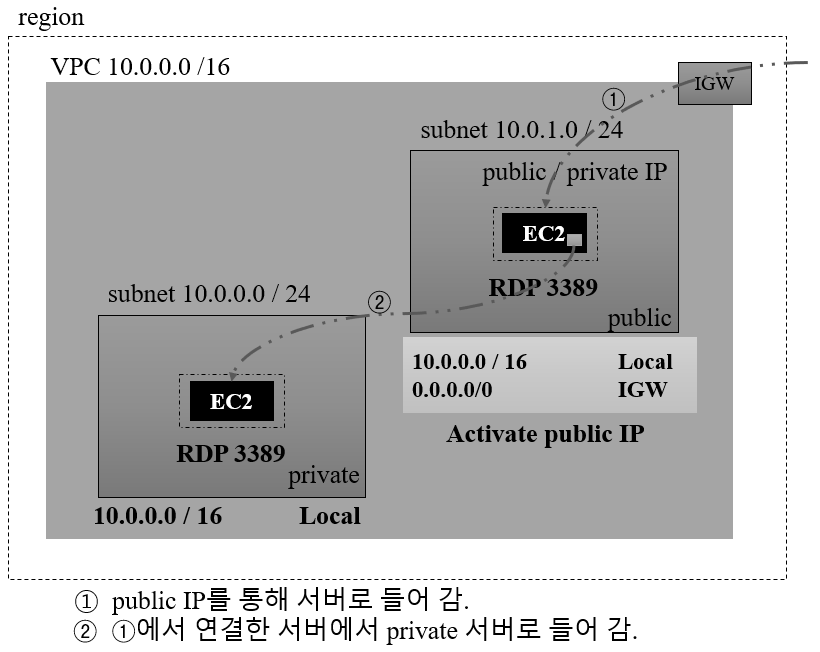 region
VPC 10.0.0.0 /16
IGW
①
subnet 10.0.1.0 / 24
public / private IP
EC2
RDP 3389
public
10.0.0.0 / 16 Local
0.0.0.0/0 IGW
Activate public IP
②
subnet 10.0.0.0 / 24
EC2
RDP 3389
private
10.0.0.0 / 16 Local
① public IP를 통해 서버로 들어 감.
② ①에서 연결한 서버에서 private 서버로 들어 감.